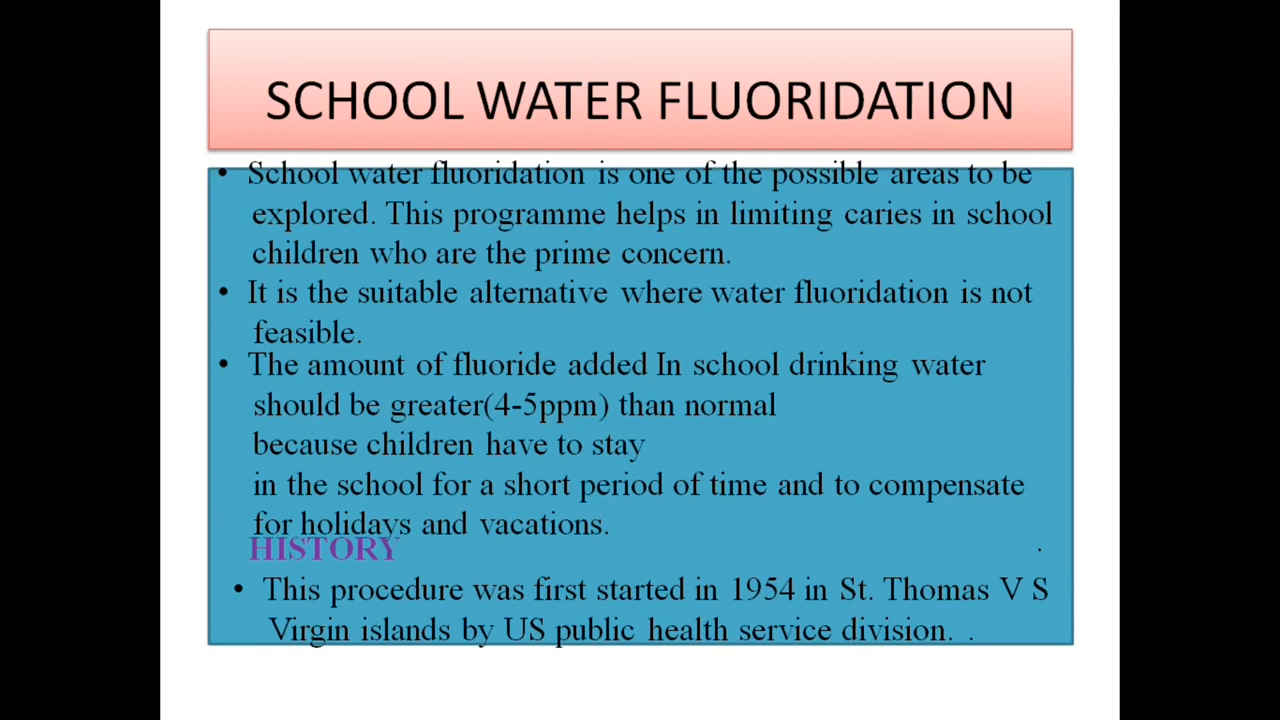 SCHOOL WATER FLUORIDATION
• School water fluoridation is one of the possible areas to be
explored. This programme helps in limiting caries in school
children who are the prime concern.
• It is the suitable alternative where water fluoridation is not
feasible.
• The amount of fluoride added In school drinking water
should be greater(4-5ppm) than normal
because children have to stay
in the school for a short period of time and to compensate
for holidays and vacations.
HISTORY .
• This procedure was first started in 1954 in St. Thomas V S
Virgin islands by US public health service division. .